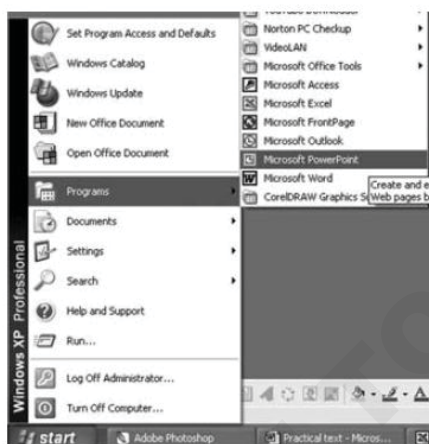 Set Program Access and Defaults
Windows Catalog
Windows Update
New Office Document
Open Office Document
Programs
Documents
Settings
Search
Help and Support
Run...
Log Off Administrator...
Turn Off Computer...
Windows XP Professional
Norton PC Checkup
VideoLAN
Microsoft Office Tools
Microsoft Access
Microsoft Excel
Microsoft FrontPage
Microsoft Outlook
Microsoft PowerPoint
Microsoft Word
CorelDRAW Graphics
Create and e
Web pages b
start
Adobe Photoshop
Practical text - Micros...